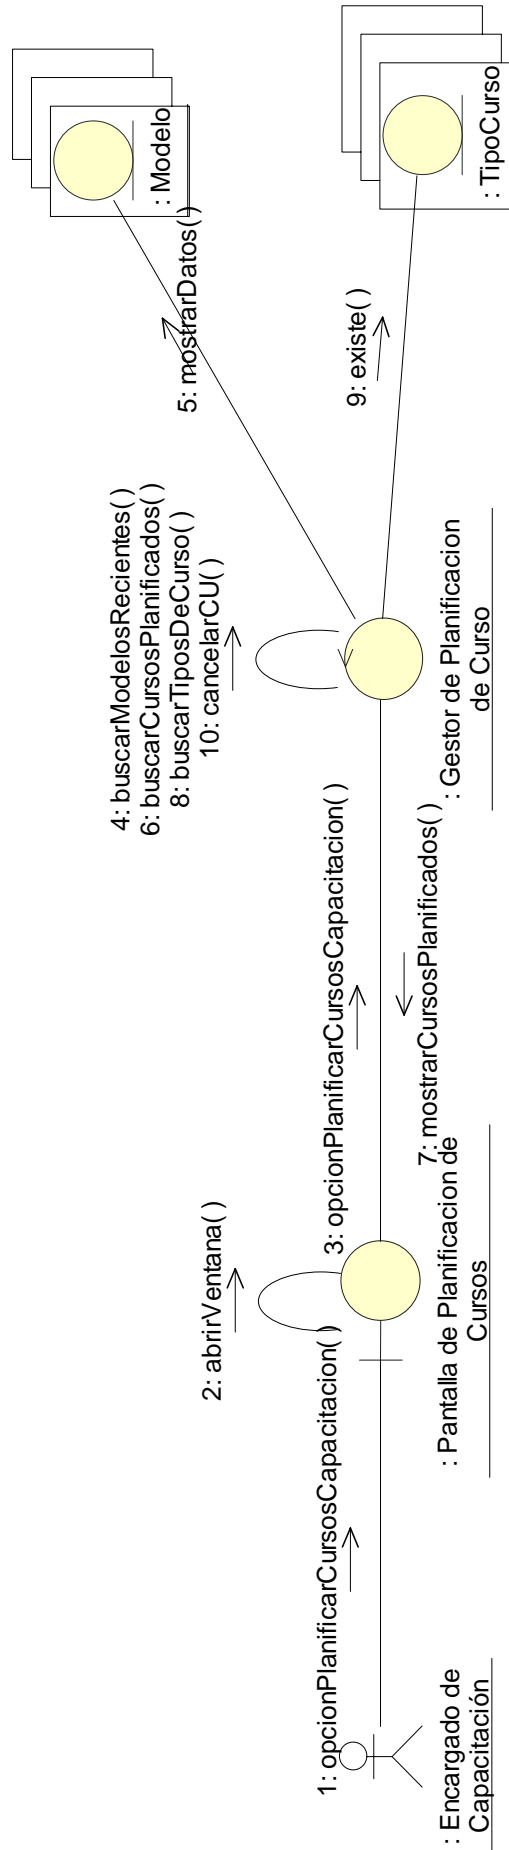 1: opcionPlanificarCursosCapacitacion( )
: Encargado de
Capacitación
2: abrirVentana( )
: Pantalla de Planificacion de
Cursos
3: opcionPlanificarCursosCapacitacion( )
7: mostrarCursosPlanificados( )
4: buscarModelosRecientes( )
6: buscarCursosPlanificados( )
8: buscarTiposDeCurso( )
10: cancelarCU( )
: Gestor de Planificacion
de Curso
5: mostrarDatos( )
: Modelo
9: existe( )
: TipoCurso